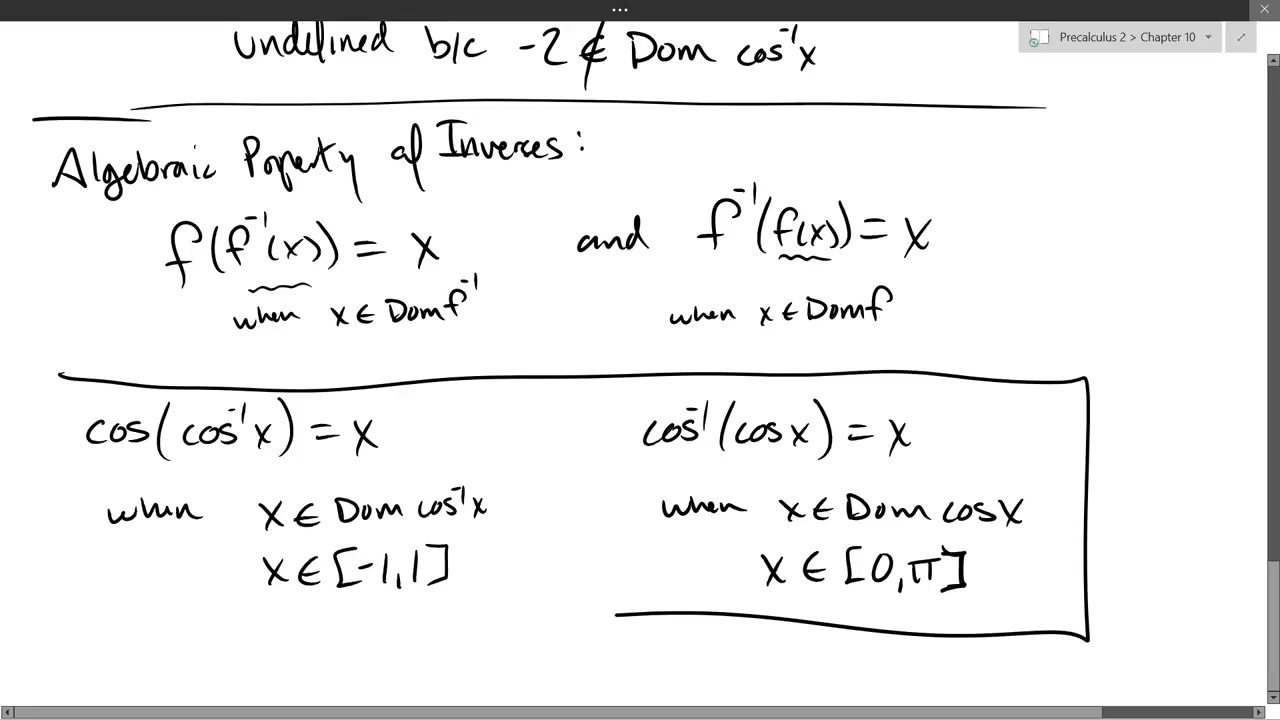 Precalculus 2 > Chapter 10
undefined b/c -2 ∉ Dom cos⁻¹x
Algebraic Property of Inverses:
f(f⁻¹(x)) = x and f⁻¹(f(x)) = x
when x ∈ Dom f⁻¹ when x ∈ Dom f
cos(cos⁻¹x) = x cos⁻¹(cos x) = x
when x ∈ Dom cos⁻¹x when x ∈ Dom cos x
x ∈ [-1,1] x ∈ [0,π]